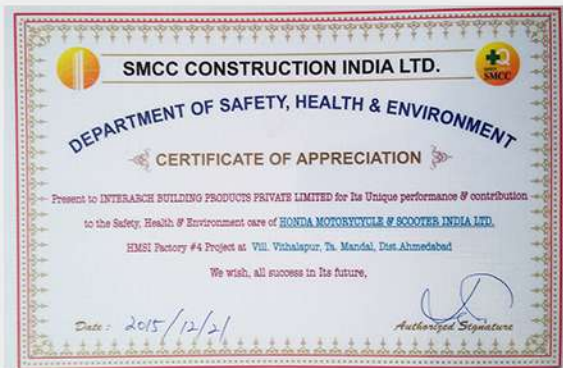 SMCC CONSTRUCTION INDIA LTD.
SMCC
DEPARTMENT OF SAFETY, HEALTH & ENVIRONMENT
CERTIFICATE OF APPRECIATION
Present to INTERARCH BUILDING PRODUCTS PRIVATE LIMITED for Its Unique performance & contribution
to the Safety, Health & Environment care of HONDA MOTORYCYCLE & SCOOTER INDIA LTD.
HMSI Factory #4 Project at Vill. Vithalapur, Ta. Mandal, Dist.Ahmedabad
We wish, all success in Its future,
Date : 2015/12/21
Authorized Signature